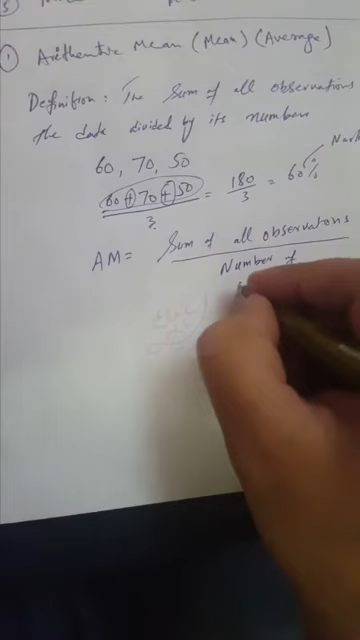 ① Arithmetic Mean (Mean) (Average)
Definition: The Sum of all observations
the data divided by its numbers
60, 70, 50
60+70+50 / 3 = 180 / 3 = 60%
AM = Sum of all observations
Number of